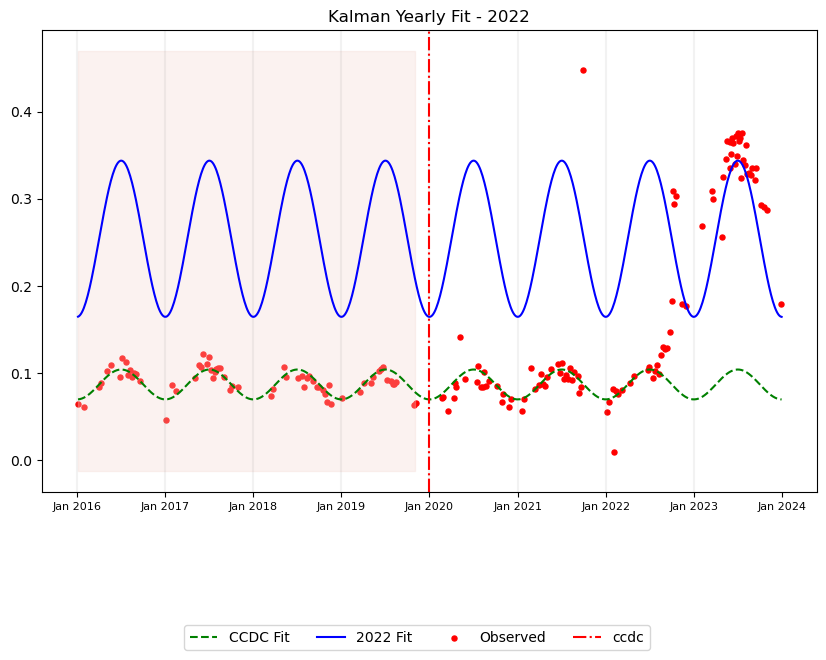 Kalman Yearly Fit - 2022
0.4
0.3
0.2
0.1
0.0
Jan 2016 Jan 2017 Jan 2018 Jan 2019 Jan 2020 Jan 2021 Jan 2022 Jan 2023 Jan 2024
CCDC Fit 2022 Fit Observed ccdc